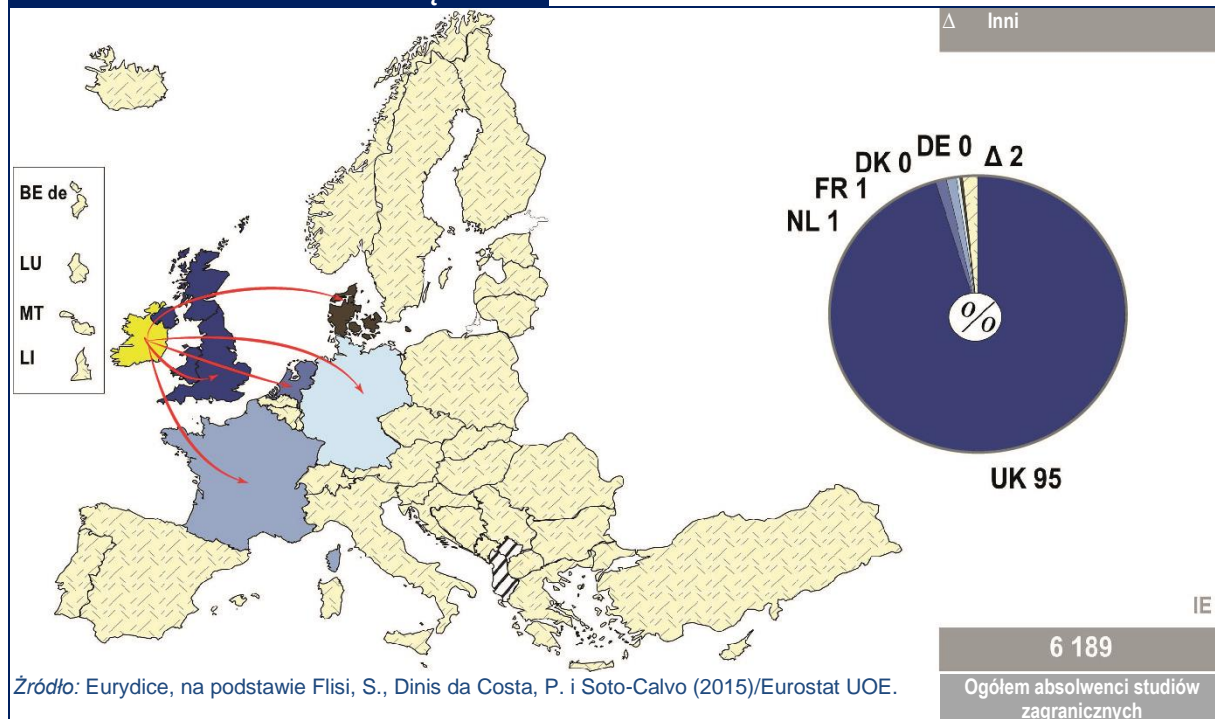 Δ Inni
BE de
LU
MT
LI
DK 0
DE 0
Δ 2
FR 1
NL 1
%
UK 95
IE
6 189
Ogółem absolwenci studiów
zagranicznych
Źródło: Eurydice, na podstawie Flisi, S., Dinis da Costa, P. i Soto-Calvo (2015)/Eurostat UOE.